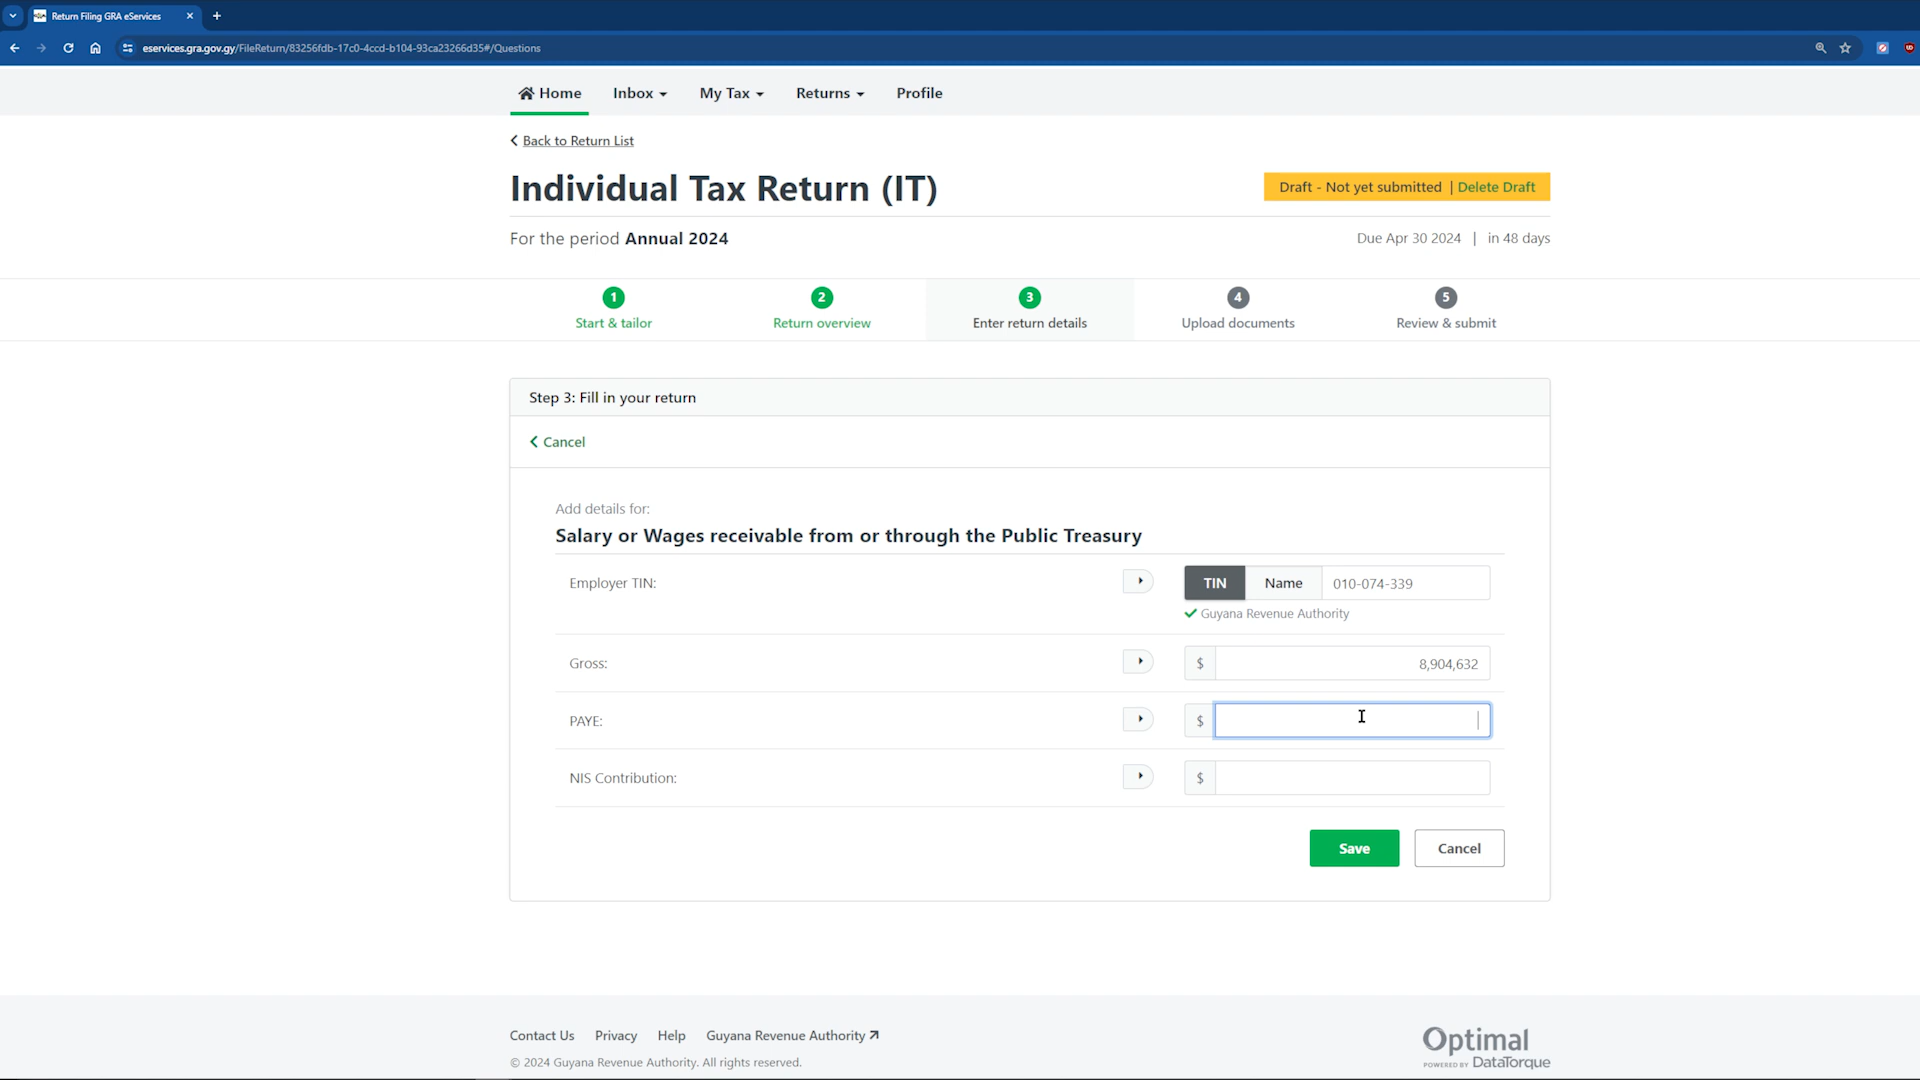 Return Filing GRA eServices
eservices.gra.gov.gy/FileReturn/83256fdb-17c0-4ccd-b104-93ca23266d35#/Questions
Home Inbox My Tax Returns Profile
Back to Return List
Individual Tax Return (IT)
Draft - Not yet submitted | Delete Draft
For the period Annual 2024
Due Apr 30 2024 | in 48 days
1 2 3 4 5
Start & tailor Return overview Enter return details Upload documents Review & submit
Step 3: Fill in your return
Cancel
Add details for:
Salary or Wages receivable from or through the Public Treasury
Employer TIN: TIN Name 010-074-339
Guyana Revenue Authority
Gross: $ 8,904,632
PAYE: $
NIS Contribution: $
Save Cancel
Contact Us Privacy Help Guyana Revenue Authority
© 2024 Guyana Revenue Authority. All rights reserved.
Optimal
POWERED BY DataTorque